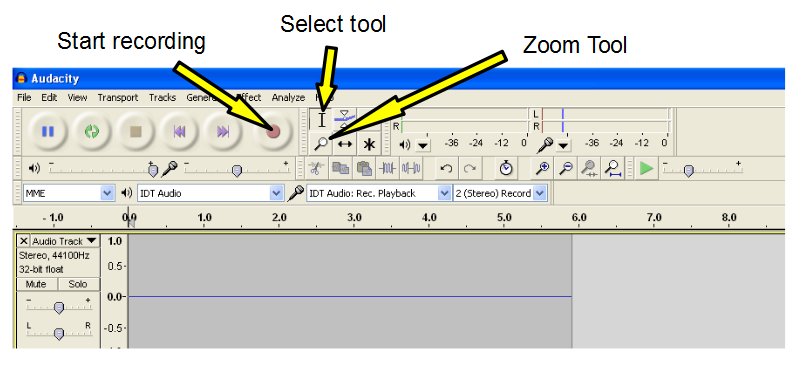 Start recording
Select tool
Zoom Tool
Audacity
File Edit View Transport Tracks Effect Analyze
L
R
L
R
-36 -24 -12 0
-36 -24 -12 0
- +
- +
- +
MME
IDT Audio
IDT Audio: Rec. Playback
2 (Stereo) Record
- 1.0 0.0 1.0 2.0 3.0 4.0 5.0 6.0 7.0 8.0
Audio Track
Stereo, 44100Hz
32-bit float
Mute Solo
- +
L R
1.0
0.5-
0.0-
-0.5-